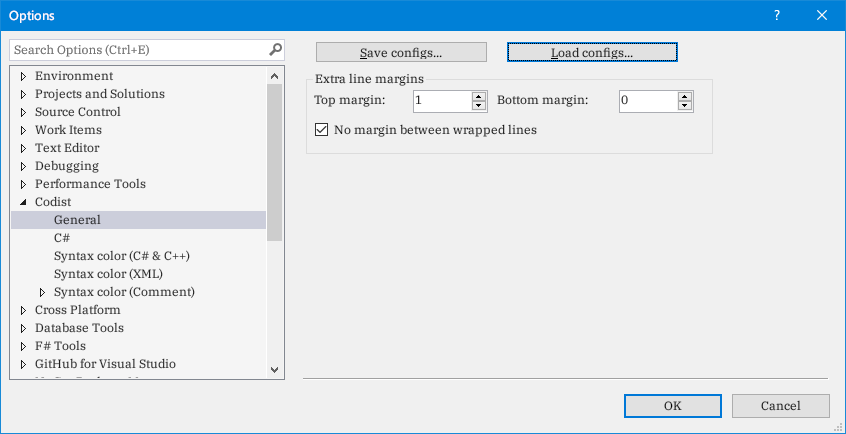 Options
?
Search Options (Ctrl+E)
Environment
Projects and Solutions
Source Control
Work Items
Text Editor
Debugging
Performance Tools
Codist
General
C#
Syntax color (C# & C++)
Syntax color (XML)
Syntax color (Comment)
Cross Platform
Database Tools
F# Tools
GitHub for Visual Studio
Save configs...
Load configs...
Extra line margins
Top margin: 1 Bottom margin: 0
No margin between wrapped lines
OK
Cancel